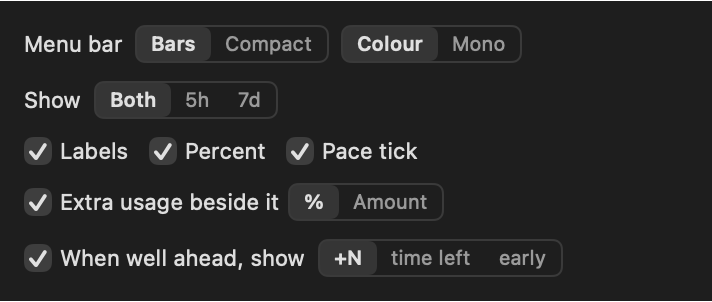 Menu bar Bars Compact Colour Mono
Show Both 5h 7d
Labels Percent Pace tick
Extra usage beside it % Amount
When well ahead, show +N time left early